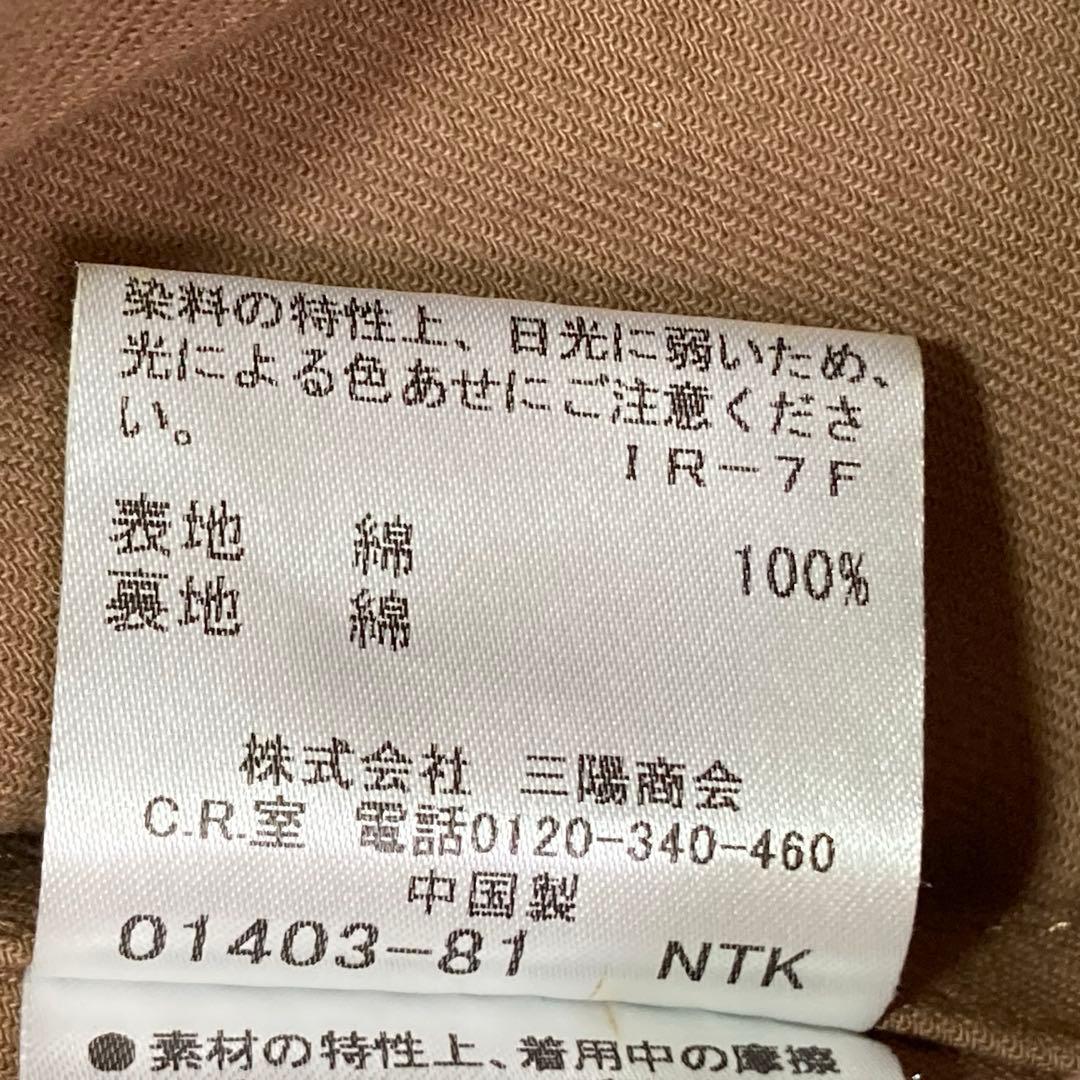 染料の特性上、日光に弱いため、
光による色あせにご注意くださ
い。
IR-7F
表地 綿 100%
裏地 綿
株式会社 三陽商会
C.R.室 電話0120-340-460
中国製
01403-81 NTK
●素材の特性上、着用中の摩擦